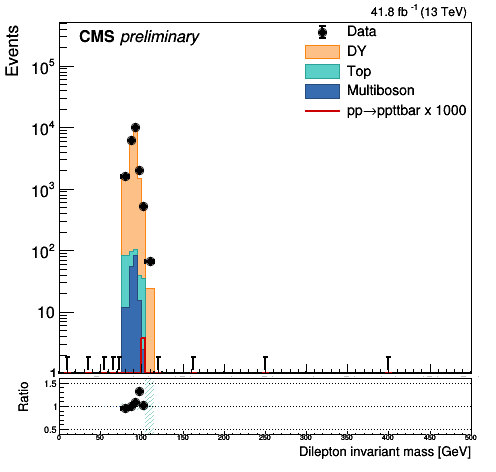 41.8 fb⁻¹ (13 TeV)
CMS preliminary
Data
DY
Top
Multiboson
pp→ppttbar x 1000
Events
10⁵
10⁴
10³
10²
10
1
Ratio
1.5
1
0.5
0 50 100 150 200 250 300 350 400 450 500
Dilepton invariant mass [GeV]